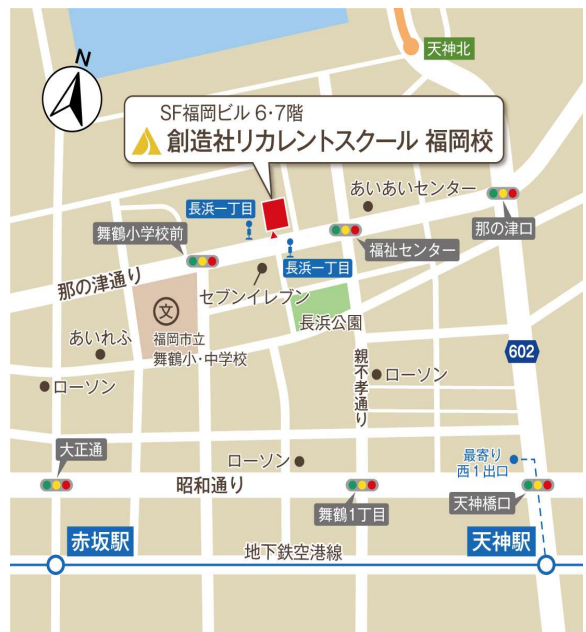 天神北
N
SF福岡ビル 6・7階
創造社リカレントスクール 福岡校
あいあいセンター
長浜一丁目
那の津口
舞鶴小学校前
福祉センター
長浜一丁目
那の津通り
セブンイレブン
文
長浜公園
福岡市立
舞鶴小・中学校
あいれふ
親不孝通り
602
ローソン
ローソン
大正通
ローソン
最寄り
西1出口
昭和通り
舞鶴1丁目
天神橋口
赤坂駅
地下鉄空港線
天神駅